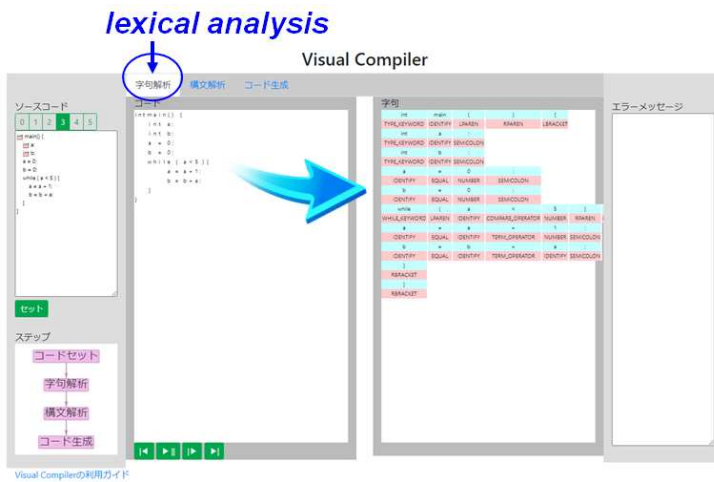 lexical analysis
Visual Compiler
字句解析 構文解析 コード生成
ソースコード
0 1 2 3 4 5
int main() {
int a;
int b;
a = 0;
b = 0;
while ( a < 5 ) {
a = a + 1;
b = b + a;
}
}
セット
ステップ
コードセット
字句解析
構文解析
コード生成
Visual Compilerの利用ガイド
コード
int main() {
int a;
int b;
a = 0;
b = 0;
while ( a < 5 ) {
a = a + 1;
b = b + a;
}
}
字句
int main ( ) {
TYPE_KEYWORD IDENTIFY LPAREN RPAREN LBRACKET
int a ;
TYPE_KEYWORD IDENTIFY SEMICOLON
int b ;
TYPE_KEYWORD IDENTIFY SEMICOLON
a = 0 ;
IDENTIFY EQUAL NUMBER SEMICOLON
b = 0 ;
IDENTIFY EQUAL NUMBER SEMICOLON
while ( a < 5 )
WHILE_KEYWORD LPAREN IDENTIFY COMPARE_OPERATOR NUMBER RPAREN
a = a + 1 ;
IDENTIFY EQUAL IDENTIFY TERM_OPERATOR NUMBER SEMICOLON
b = b + a ;
IDENTIFY EQUAL IDENTIFY TERM_OPERATOR IDENTIFY SEMICOLON
}
RBRACKET
}
RBRACKET
エラーメッセージ